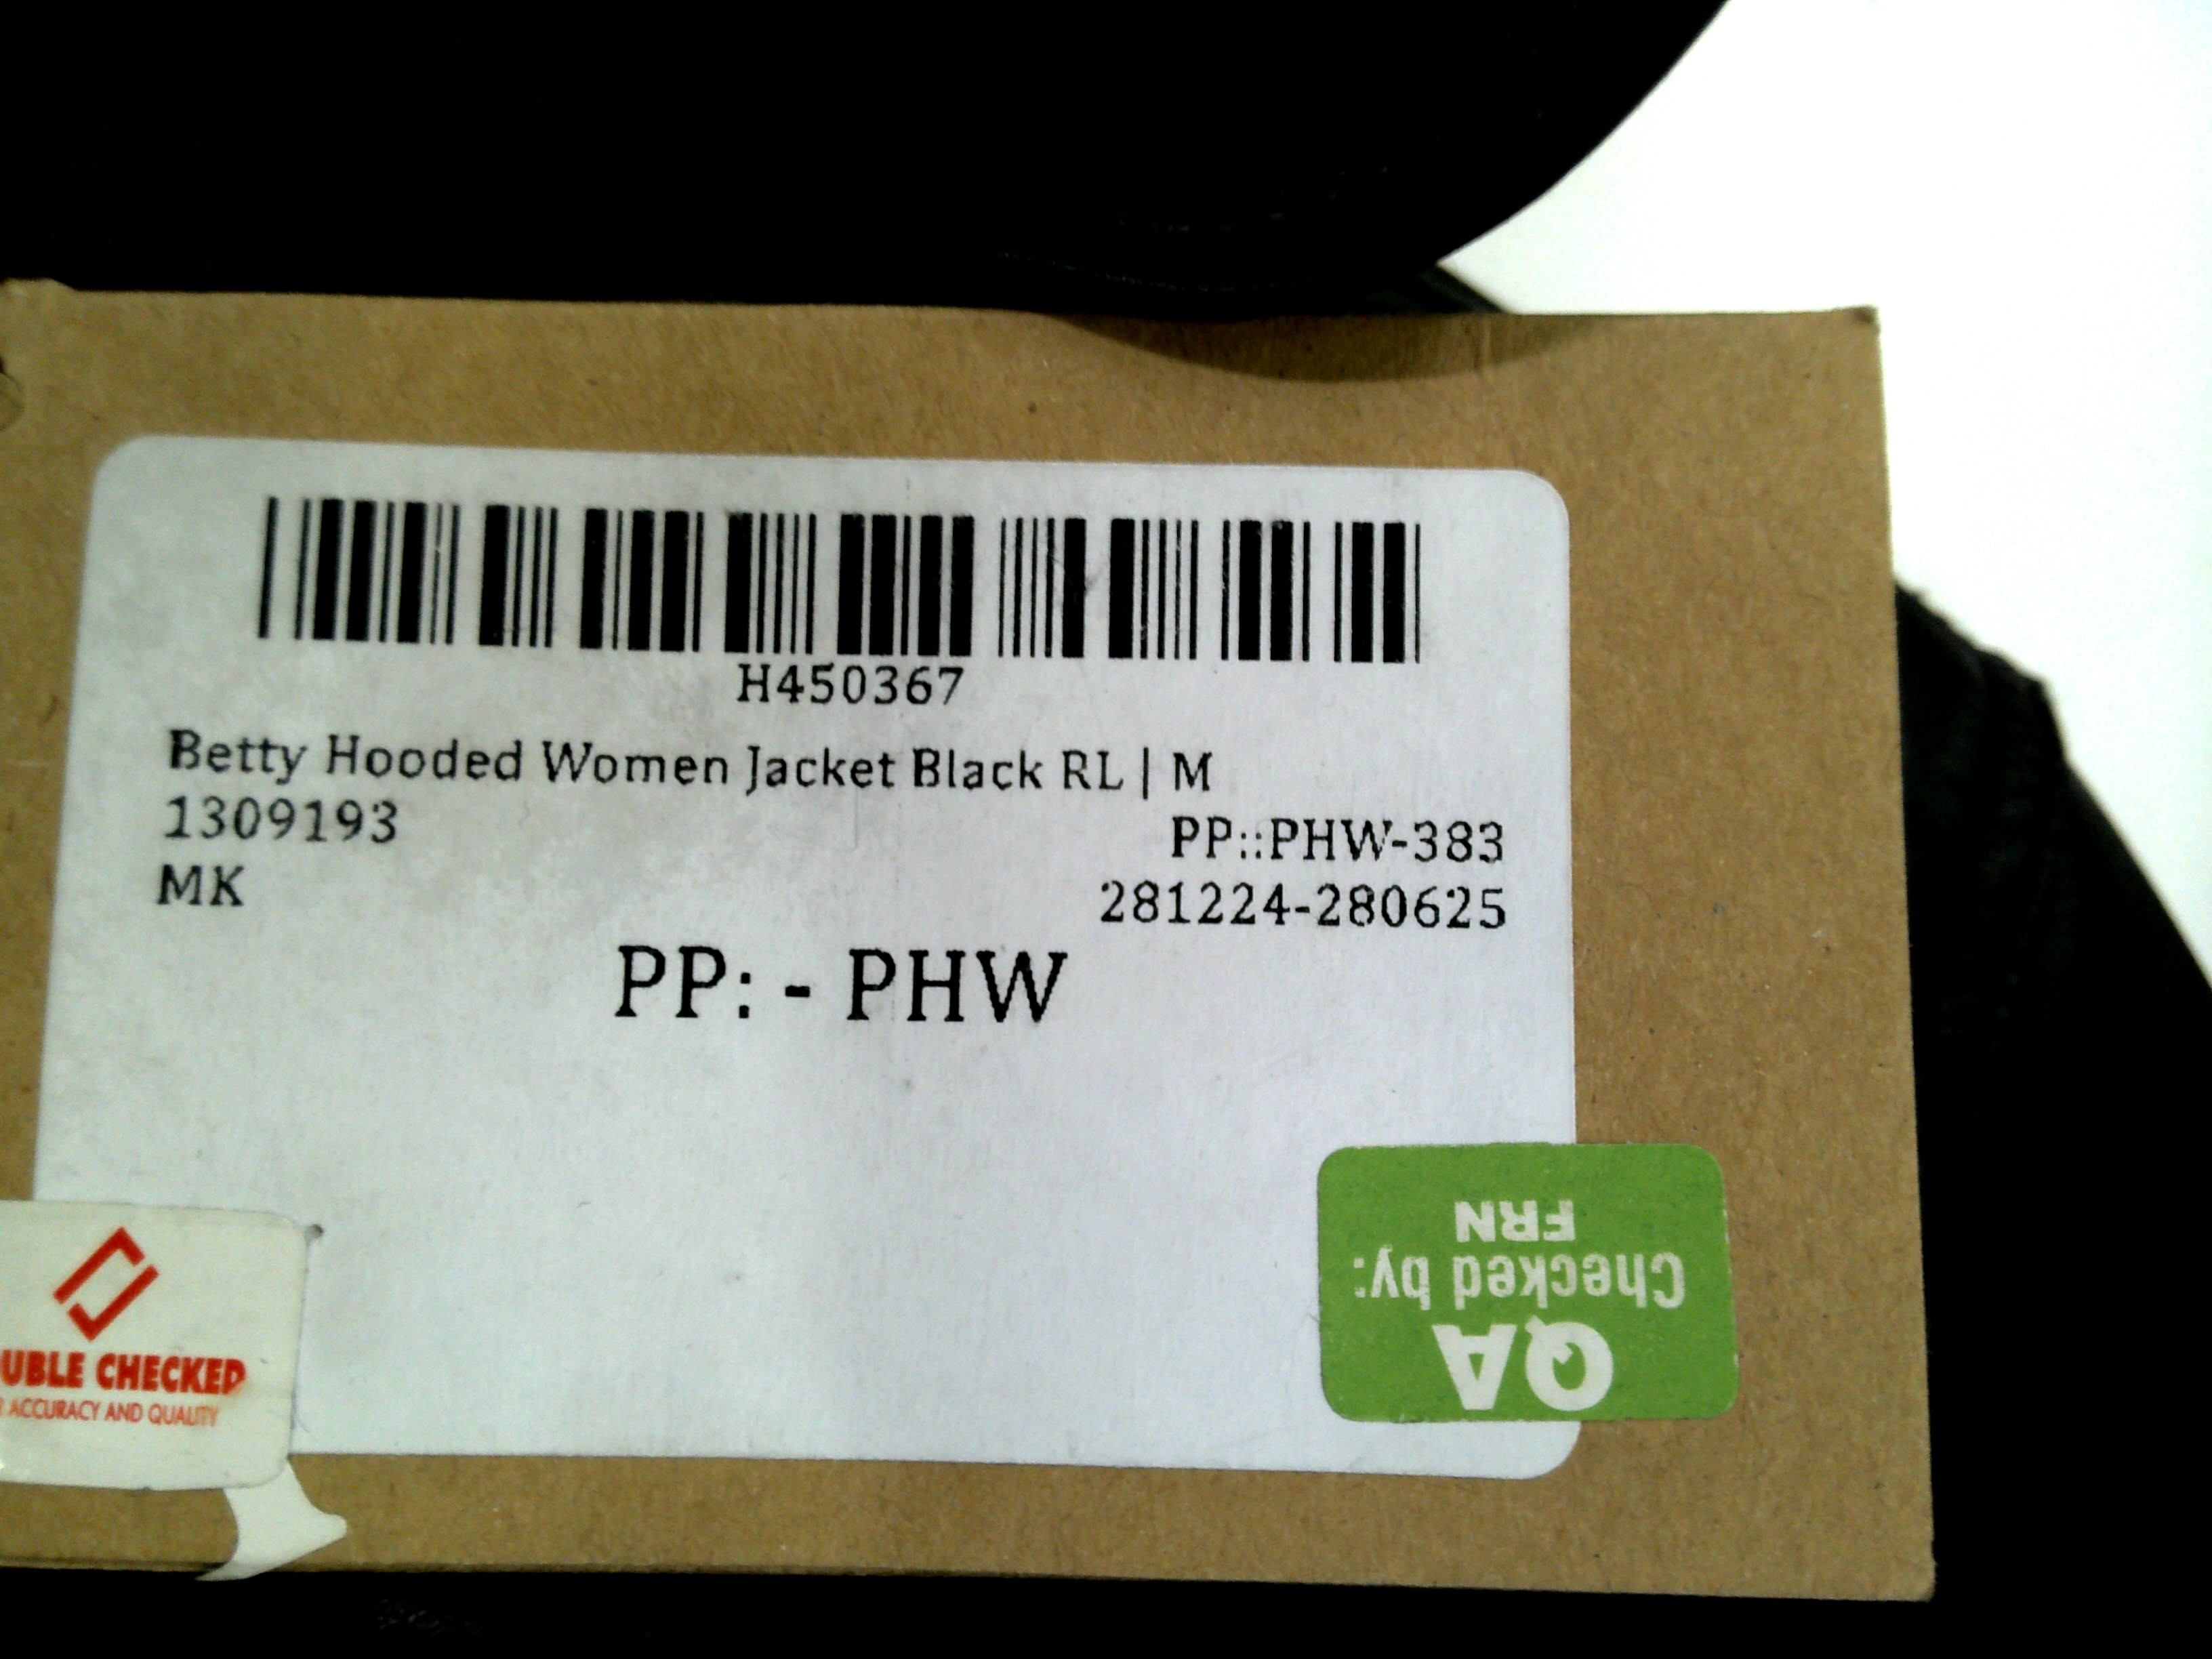 H450367
Betty Hooded Women Jacket Black RL | M
1309193
PP::PHW-383
MK
281224-280625
PP: - PHW
UBLE CHECKED
ACCURACY AND QUALITY
QA
Checked by:
FRN